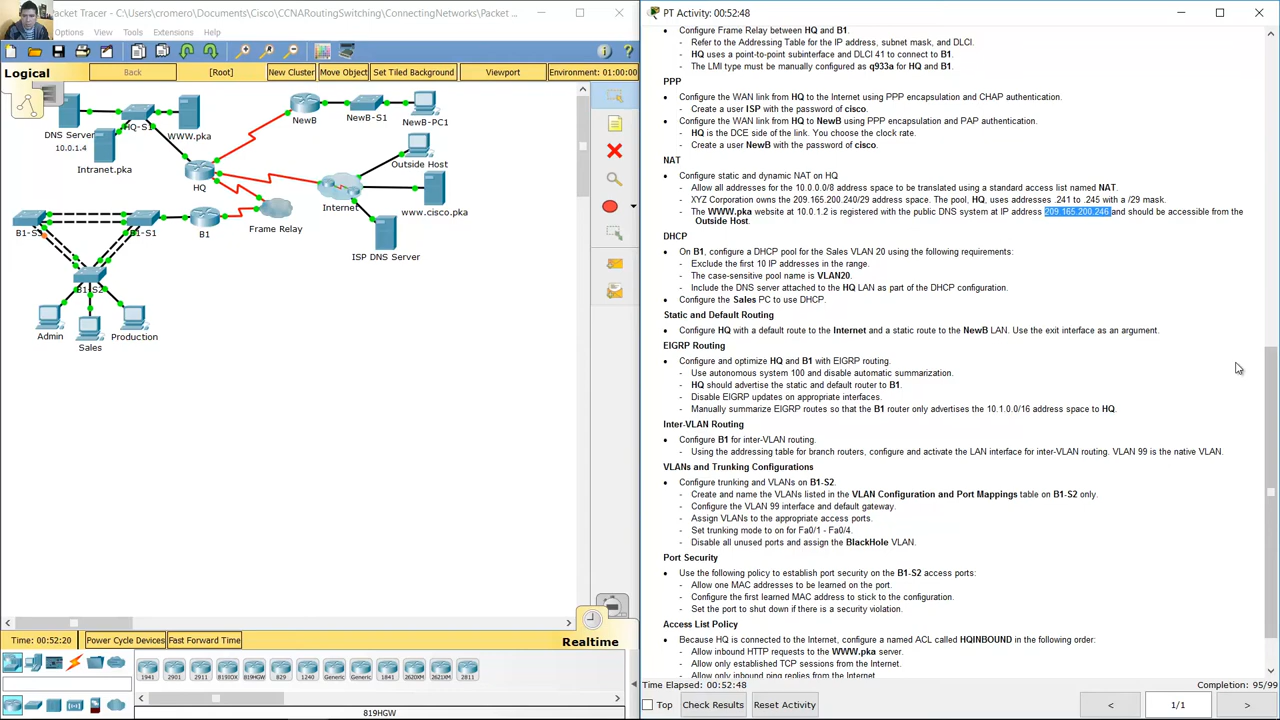 Packet Tracer - C:\Users\cromero\Documents\Cisco\CCNARoutingSwitching\ConnectingNetworks\Packet ...
Options View Tools Extensions Help
Logical Back [Root] New Cluster Move Object Set Tiled Background Viewport Environment: 01:00:00
DNS Server
10.0.1.4
HQ-S1
WWW.pka
Intranet.pka
NewB
NewB-S1
NewB-PC1
HQ
Outside Host
Internet
www.cisco.pka
B1-S3
B1-S1
B1
Frame Relay
ISP DNS Server
B1-S2
Admin
Sales
Production
Realtime
Time: 00:52:20 Power Cycle Devices Fast Forward Time
1941 2901 2911 819IOX 819HGW 829 1240 Generic Generic 1841 2620XM 2621XM 2811
819HGW
PT Activity: 00:52:48
Configure Frame Relay between HQ and B1.
- Refer to the Addressing Table for the IP address, subnet mask, and DLCI.
- HQ uses a point-to-point subinterface and DLCI 41 to connect to B1.
- The LMI type must be manually configured as q933a for HQ and B1.
PPP
• Configure the WAN link from HQ to the Internet using PPP encapsulation and CHAP authentication.
- Create a user ISP with the password of cisco.
• Configure the WAN link from HQ to NewB using PPP encapsulation and PAP authentication.
- HQ is the DCE side of the link. You choose the clock rate.
- Create a user NewB with the password of cisco.
NAT
• Configure static and dynamic NAT on HQ
- Allow all addresses for the 10.0.0.0/8 address space to be translated using a standard access list named NAT.
- XYZ Corporation owns the 209.165.200.240/29 address space. The pool, HQ, uses addresses .241 to .245 with a /29 mask.
- The WWW.pka website at 10.0.1.2 is registered with the public DNS system at IP address 209.165.200.246 and should be accessible from the
Outside Host.
DHCP
• On B1, configure a DHCP pool for the Sales VLAN 20 using the following requirements:
- Exclude the first 10 IP addresses in the range.
- The case-sensitive pool name is VLAN20.
- Include the DNS server attached to the HQ LAN as part of the DHCP configuration.
• Configure the Sales PC to use DHCP.
Static and Default Routing
• Configure HQ with a default route to the Internet and a static route to the NewB LAN. Use the exit interface as an argument.
EIGRP Routing
• Configure and optimize HQ and B1 with EIGRP routing.
- Use autonomous system 100 and disable automatic summarization.
- HQ should advertise the static and default router to B1.
- Disable EIGRP updates on appropriate interfaces.
- Manually summarize EIGRP routes so that the B1 router only advertises the 10.1.0.0/16 address space to HQ.
Inter-VLAN Routing
• Configure B1 for inter-VLAN routing.
- Using the addressing table for branch routers, configure and activate the LAN interface for inter-VLAN routing. VLAN 99 is the native VLAN.
VLANs and Trunking Configurations
• Configure trunking and VLANs on B1-S2.
- Create and name the VLANs listed in the VLAN Configuration and Port Mappings table on B1-S2 only.
- Configure the VLAN 99 interface and default gateway.
- Assign VLANs to the appropriate access ports.
- Set trunking mode to on for Fa0/1 - Fa0/4.
- Disable all unused ports and assign the BlackHole VLAN.
Port Security
• Use the following policy to establish port security on the B1-S2 access ports:
- Allow one MAC addresses to be learned on the port.
- Configure the first learned MAC address to stick to the configuration.
- Set the port to shut down if there is a security violation.
Access List Policy
• Because HQ is connected to the Internet, configure a named ACL called HQINBOUND in the following order:
- Allow inbound HTTP requests to the WWW.pka server.
- Allow only established TCP sessions from the Internet.
- Allow only inbound ping replies from the Internet.
Time Elapsed: 00:52:48 Completion: 95/99
Top Check Results Reset Activity < 1/1 >